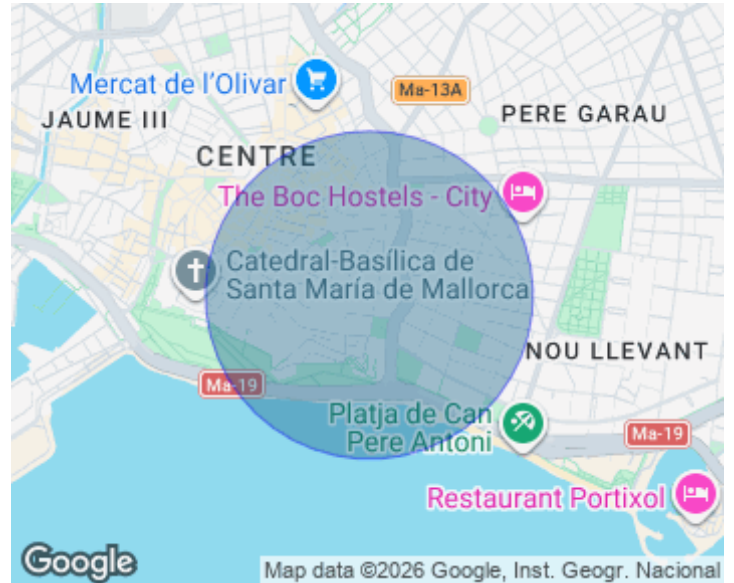 Mercat de l'Olivar
Ma-13A
JAUME III
PERE GARAU
CENTRE
The Boc Hostels - City
Catedral-Basílica de
Santa María de Mallorca
NOU LLEVANT
Ma-19
Platja de Can
Pere Antoni
Ma-19
Restaurant Portixol
Google
Map data ©2026 Google, Inst. Geogr. Nacional